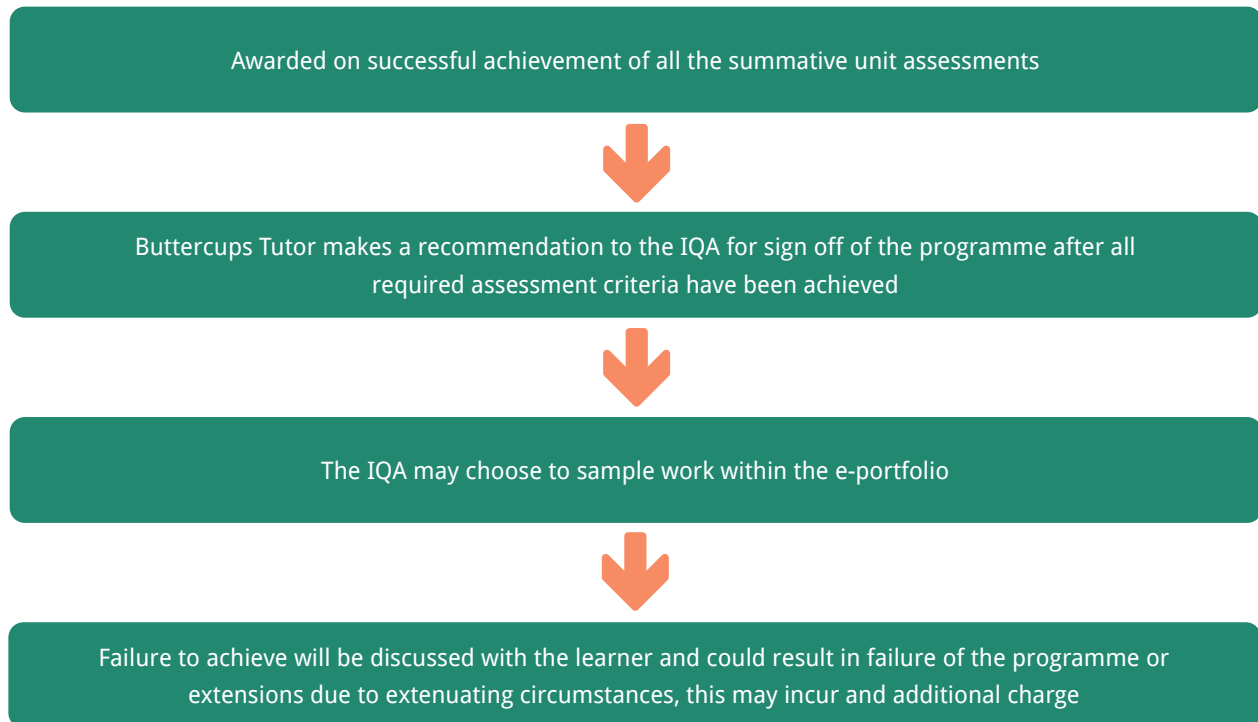 Awarded on successful achievement of all the summative unit assessments
Buttercups Tutor makes a recommendation to the IQA for sign off of the programme after all
required assessment criteria have been achieved
The IQA may choose to sample work within the e-portfolio
Failure to achieve will be discussed with the learner and could result in failure of the programme or
extensions due to extenuating circumstances, this may incur and additional charge